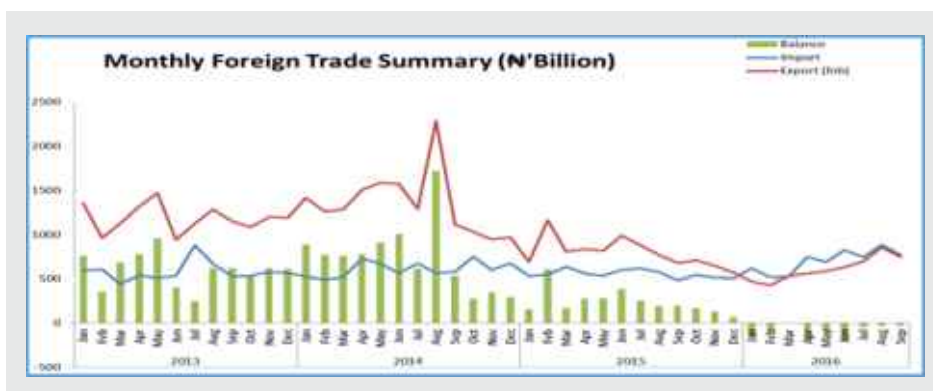 Monthly Foreign Trade Summary (₦'Billion)
Balance
Import
Export (fob)
2500
2000
1500
1000
500
0
-500
Jan Feb Mar Apr May Jun Jul Aug Sep Oct Nov Dec Jan Feb Mar Apr May Jun Jul Aug Sep Oct Nov Dec Jan Feb Mar Apr May Jun Jul Aug Sep Oct Nov Dec Jan Feb Mar Apr May Jun Jul Aug Sep
2013 2014 2015 2016